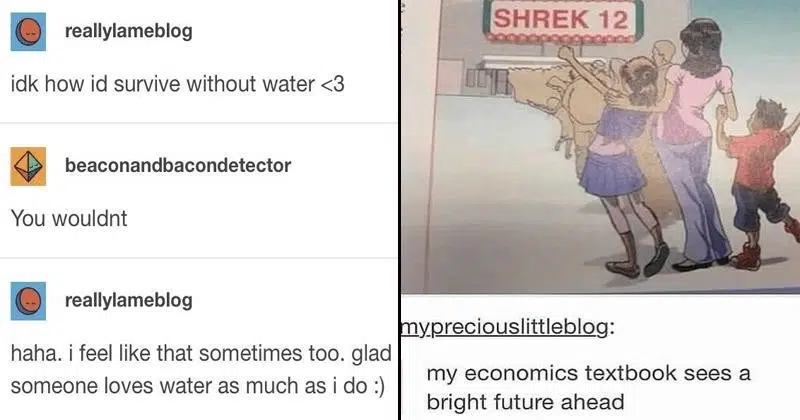 reallylameblog
idk how id survive without water <3
beaconandbacondetector
You wouldnt
reallylameblog
haha. i feel like that sometimes too. glad
someone loves water as much as i do :)
SHREK 12
mypreciouslittleblog:
my economics textbook sees a
bright future ahead